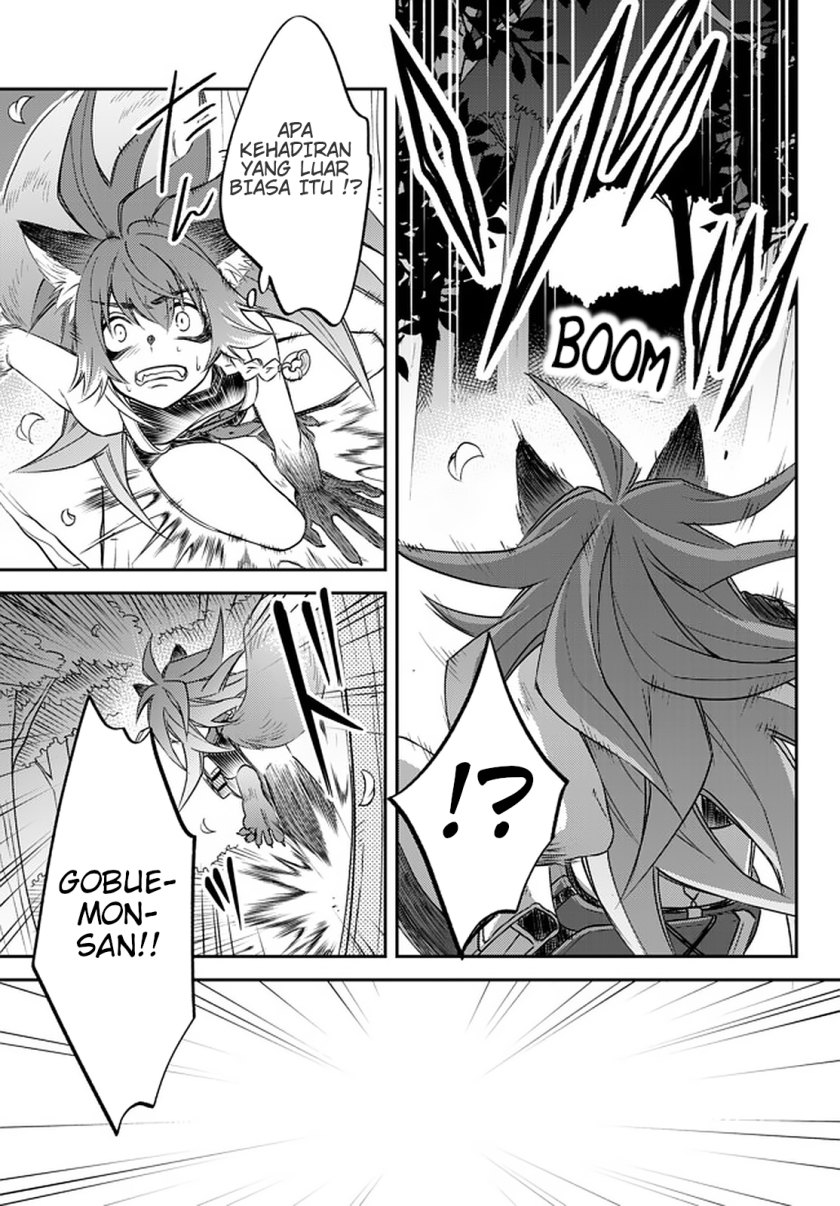 BOOM
!?
APA
KEHADIRAN
YANG LUAR
BIASA ITU !?
GOBUE-
MON-
SAN!!